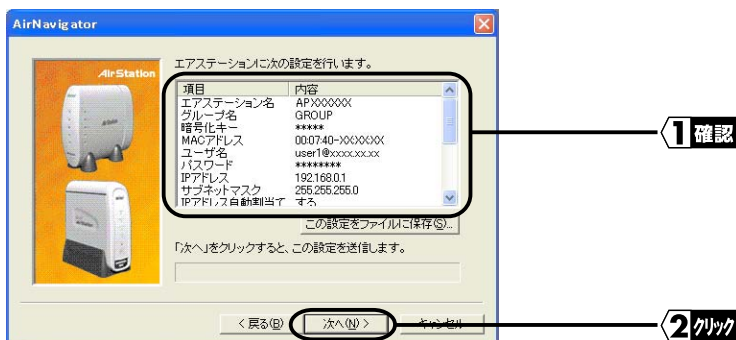 AirNavigator
AirStation
エアステーションに次の設定を行います。
項目 内容
エアステーション名 APXXXXXX
グループ名 GROUP
暗号化キー *****
MACアドレス 00:07:40-XX:XX:XX
ユーザ名 user1@xxxx.xx.xx
パスワード ********
IPアドレス 192.168.0.1
サブネットマスク 255.255.255.0
IPアドレス自動割当て する
この設定をファイルに保存(S)...
「次へ」をクリックすると、この設定を送信します。
< 戻る(B)
次へ(N) >
キャンセル
1 確認
2 クリック